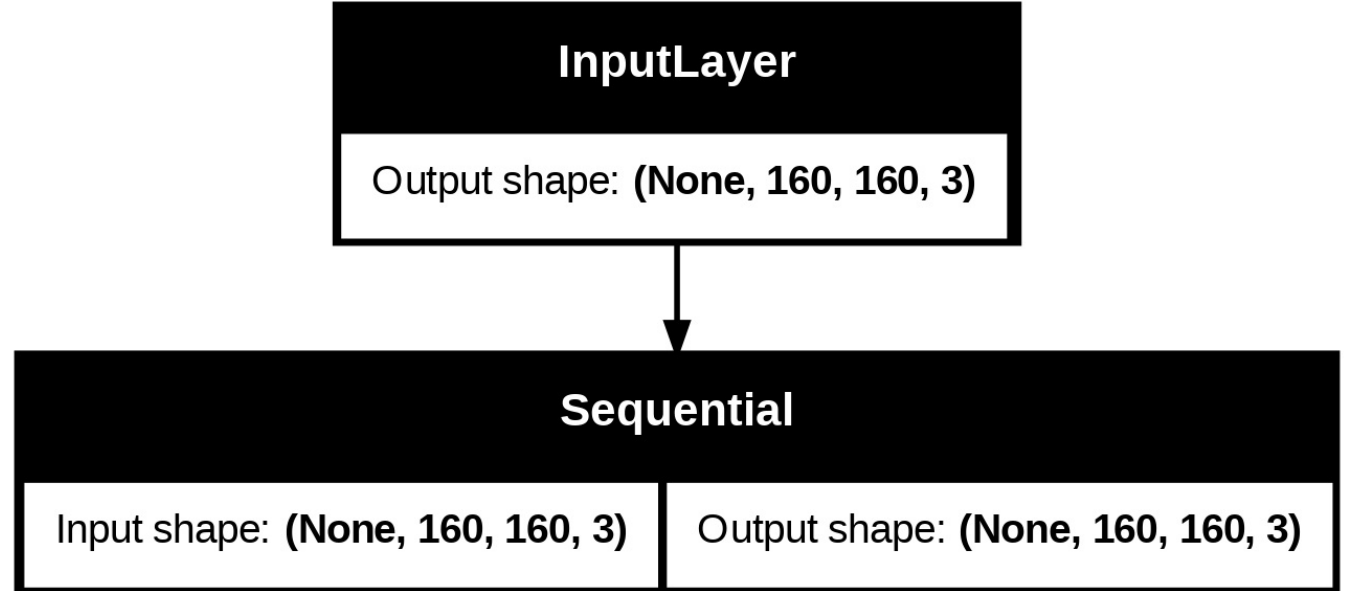 InputLayer
Output shape: (None, 160, 160, 3)
Sequential
Input shape: (None, 160, 160, 3)
Output shape: (None, 160, 160, 3)